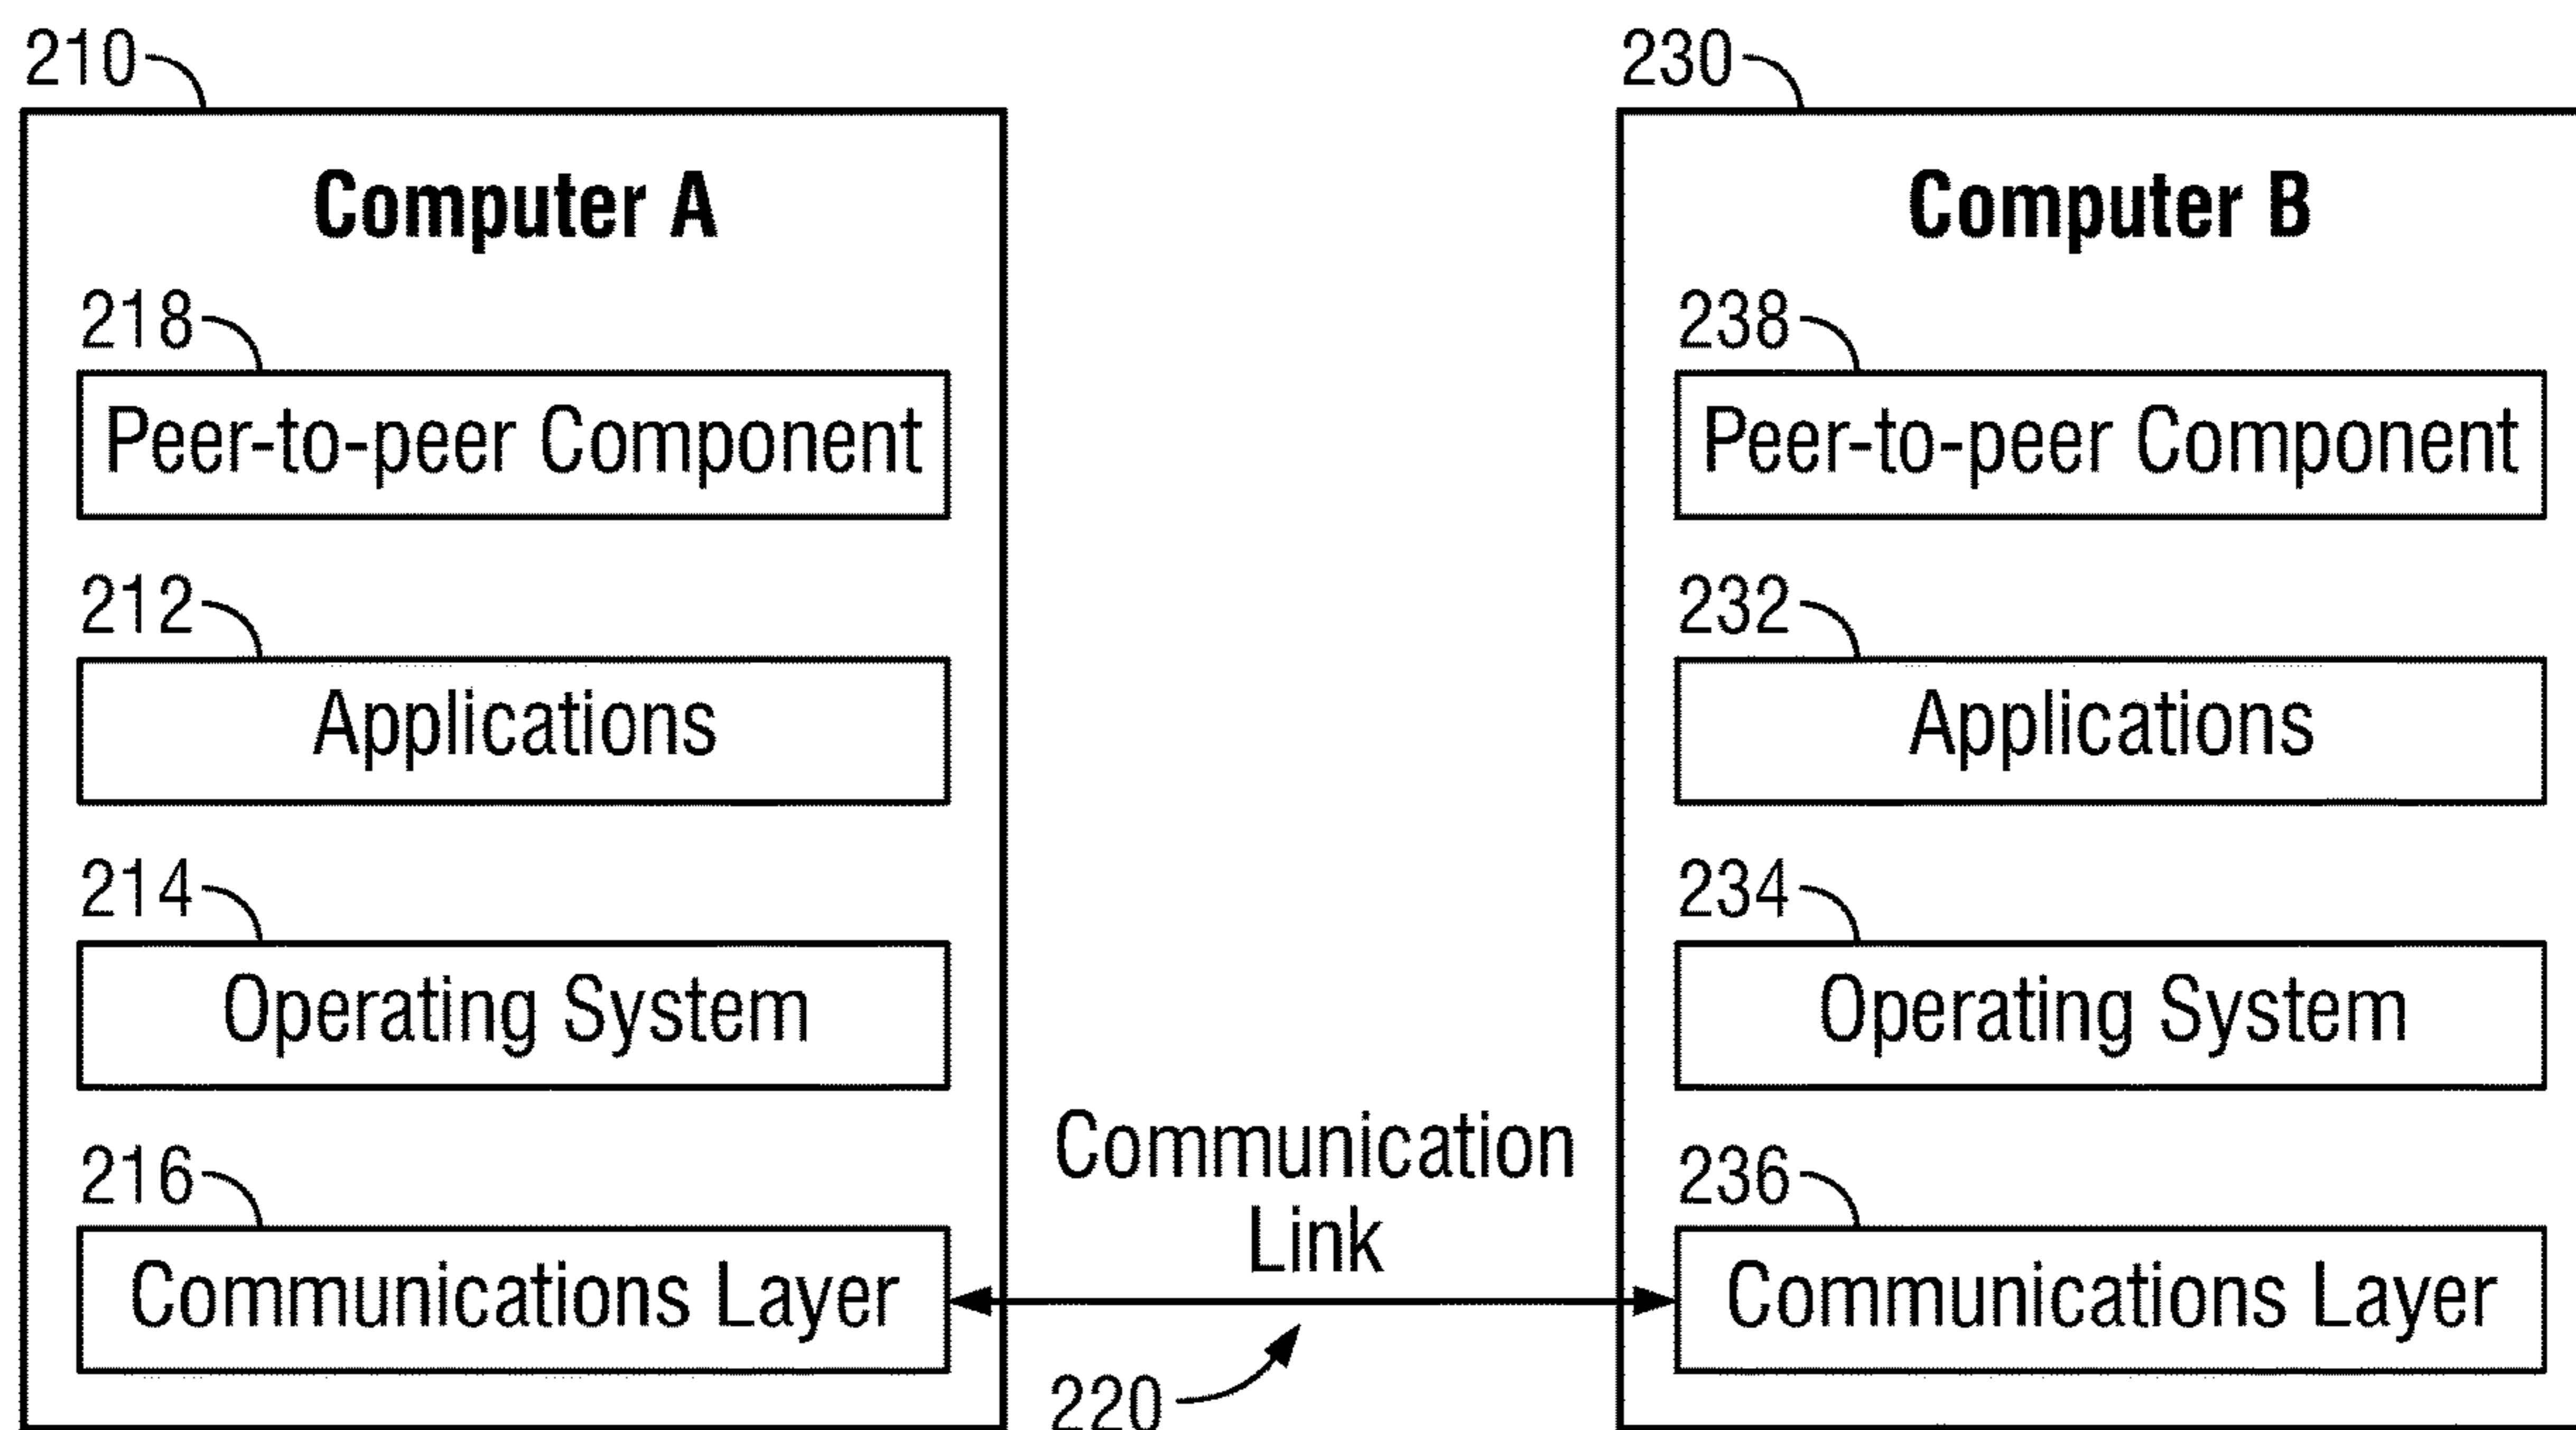 210
Computer A
218
Peer-to-peer Component
212
Applications
214
Operating System
216
Communications Layer
Communication
Link
220
230
Computer B
238
Peer-to-peer Component
232
Applications
234
Operating System
236
Communications Layer